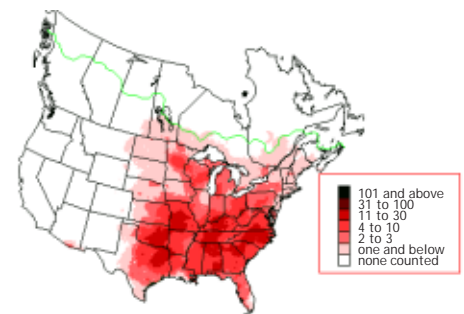 101 and above
31 to 100
11 to 30
4 to 10
2 to 3
one and below
none counted